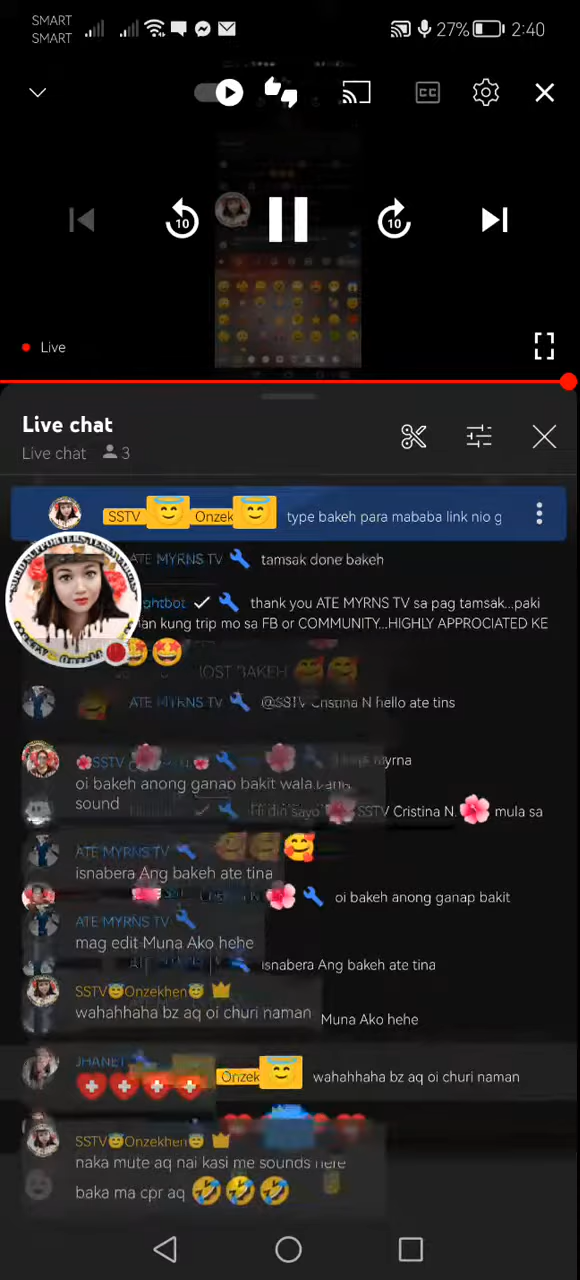 SMART
SMART
27% 2:40
10
10
CC
Live
Live chat
Live chat 3
SSTV😇Onzek😇 type bakeh para mababa link nio g
ATE MYRNS TV 🔧 tamsak done bakeh
ghtbot ✓ 🔧 thank you ATE MYRNS TV sa pag tamsak...paki
an kung trip mo sa FB or COMMUNITY...HIGHLY APPROCIATED KE
🤩🤩
BAKEH 🥰🥰
ATE MYRNS TV 🔧 @SSTV Cristina N hello ate tins
🌺SSTV 🌺 🌺 🔧 🌺 myrna
oi bakeh anong ganap bakit wala
sound
🔧 🌺SSTV Cristina N.🌺 mula sa
ATE MYRNS TV 🔧 🥰🥰🥰
isnabera Ang bakeh ate tina
🌺 🔧 oi bakeh anong ganap bakit
ATE MYRNS TV 🔧
mag edit Muna Ako hehe
isnabera Ang bakeh ate tina
SSTV😇Onzekhen😇
wahahhaha bz aq oi churi naman
Muna Ako hehe
JHANET 🔧
Onzek😇 wahahhaha bz aq oi churi naman
SSTV😇Onzekhen😇
naka mute aq nai kasi me sounds here
baka ma cpr aq 🤣🤣🤣